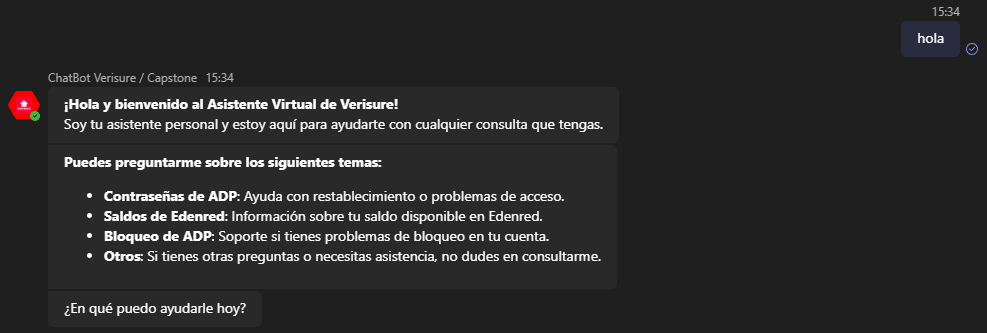 15:34
hola
ChatBot Verisure / Capstone 15:34
¡Hola y bienvenido al Asistente Virtual de Verisure!
Soy tu asistente personal y estoy aquí para ayudarte con cualquier consulta que tengas.
Puedes preguntarme sobre los siguientes temas:
• Contraseñas de ADP: Ayuda con restablecimiento o problemas de acceso.
• Saldos de Edenred: Información sobre tu saldo disponible en Edenred.
• Bloqueo de ADP: Soporte si tienes problemas de bloqueo en tu cuenta.
• Otros: Si tienes otras preguntas o necesitas asistencia, no dudes en consultarme.
¿En qué puedo ayudarle hoy?